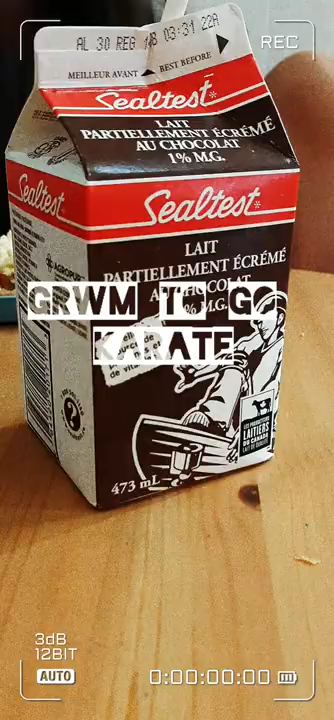 AL 30 REG 03:31 22A
REC
MEILLEUR AVANT
BEST BEFORE
Sealtest
LAIT
PARTIELLEMENT ÉCRÉMÉ
AU CHOCOLAT
1% M.G.
Sealtest
Sealtest
LAIT
PARTIELLEMENT ÉCRÉMÉ
AU CHOCOLAT
% M.G.
GRWM TO GO
KARATE
LES PRODUCTEURS
LAITIERS
DU CANADA
473 mL
3dB
12BIT
AUTO
0:00:00:00